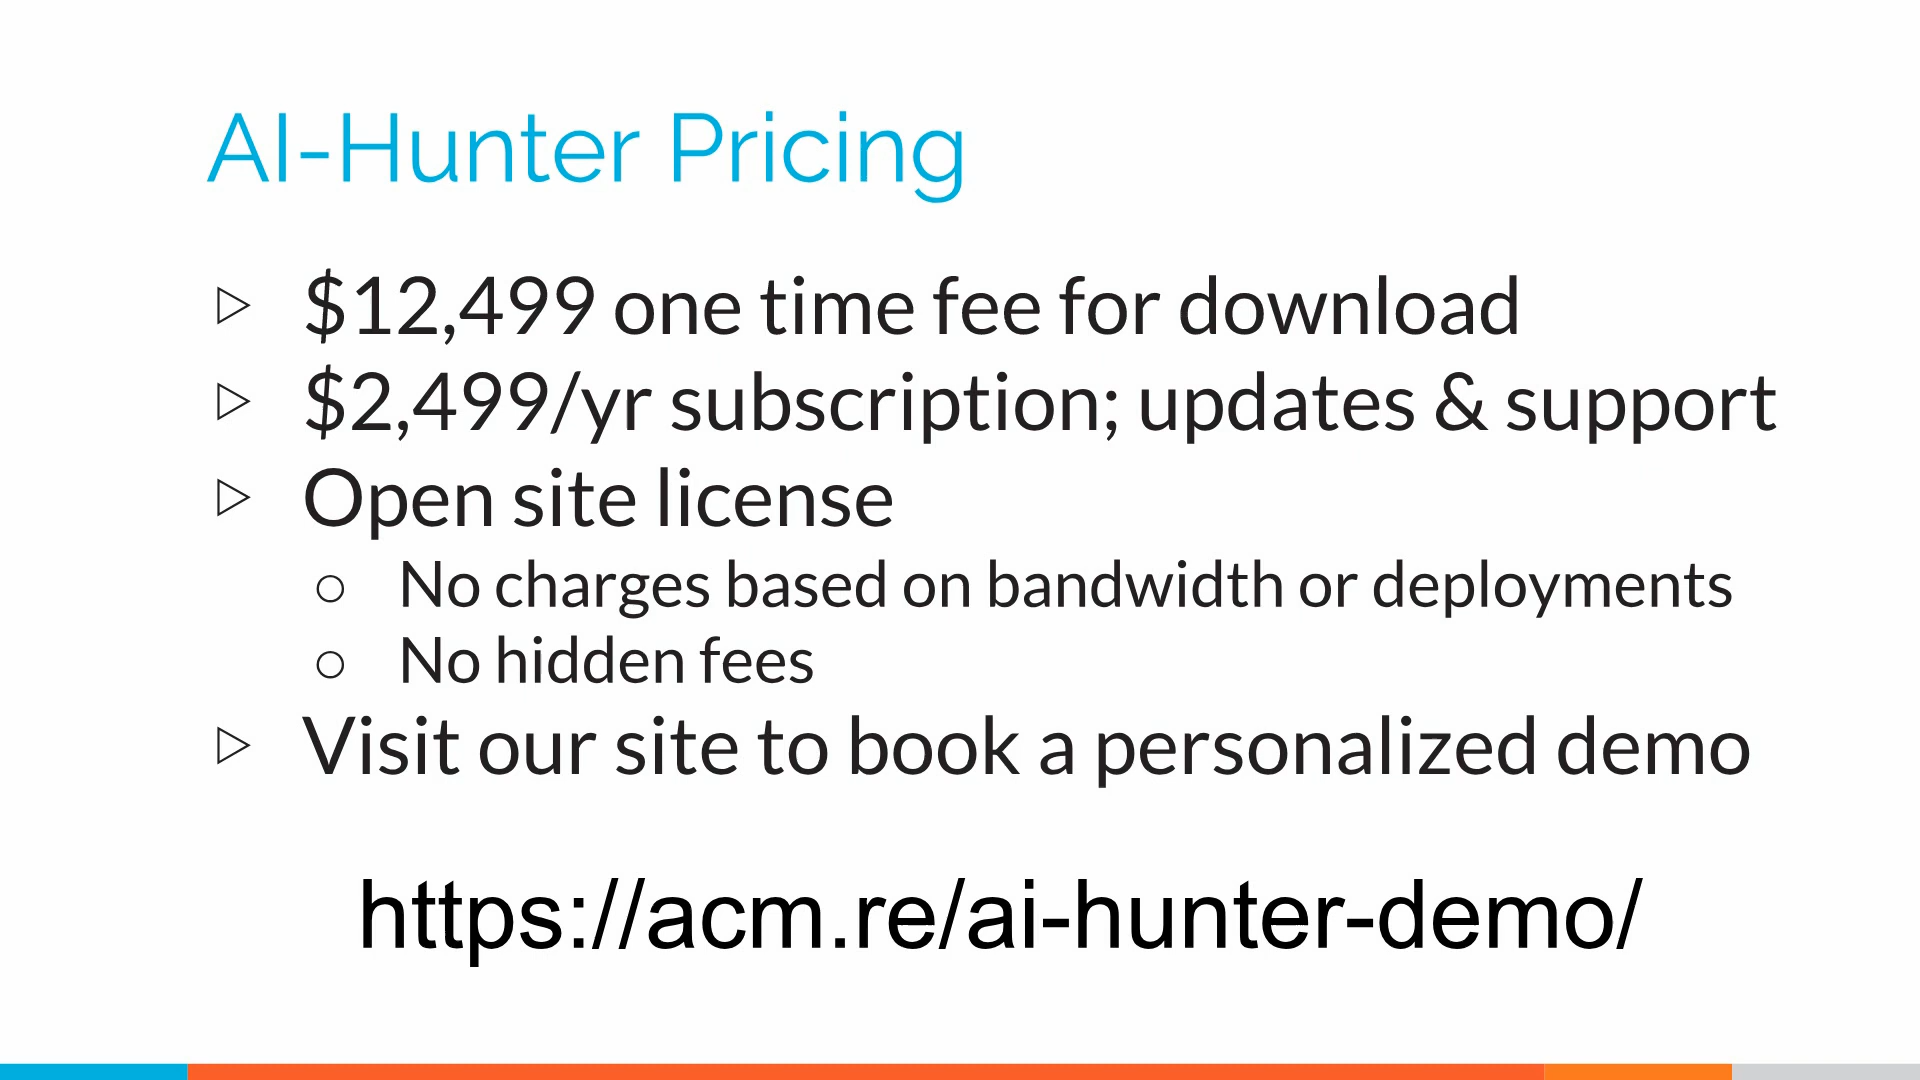 AI-Hunter Pricing
▷ $12,499 one time fee for download
▷ $2,499/yr subscription; updates & support
▷ Open site license
○ No charges based on bandwidth or deployments
○ No hidden fees
▷ Visit our site to book a personalized demo
https://acm.re/ai-hunter-demo/